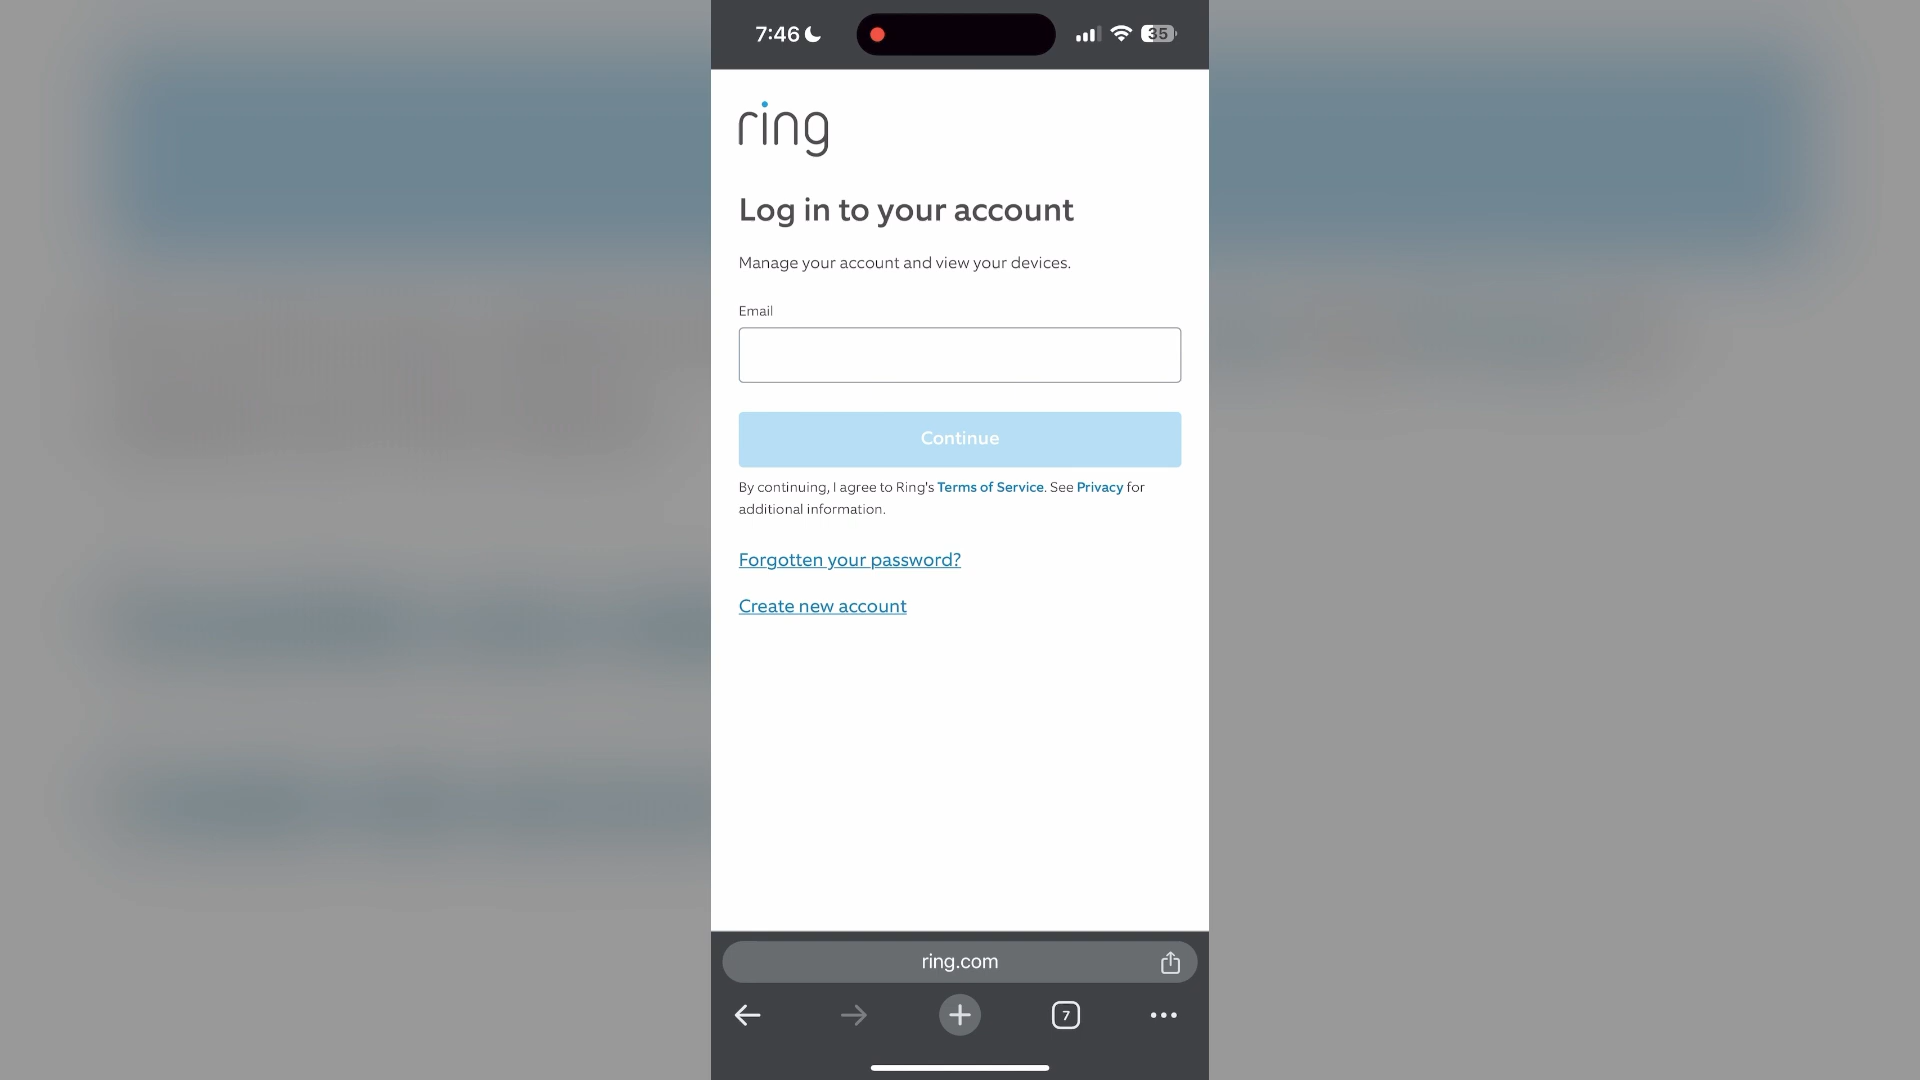 7:46
35
ring
Log in to your account
Manage your account and view your devices.
Email
Continue
By continuing, I agree to Ring's Terms of Service. See Privacy for
additional information.
Forgotten your password?
Create new account
ring.com
7